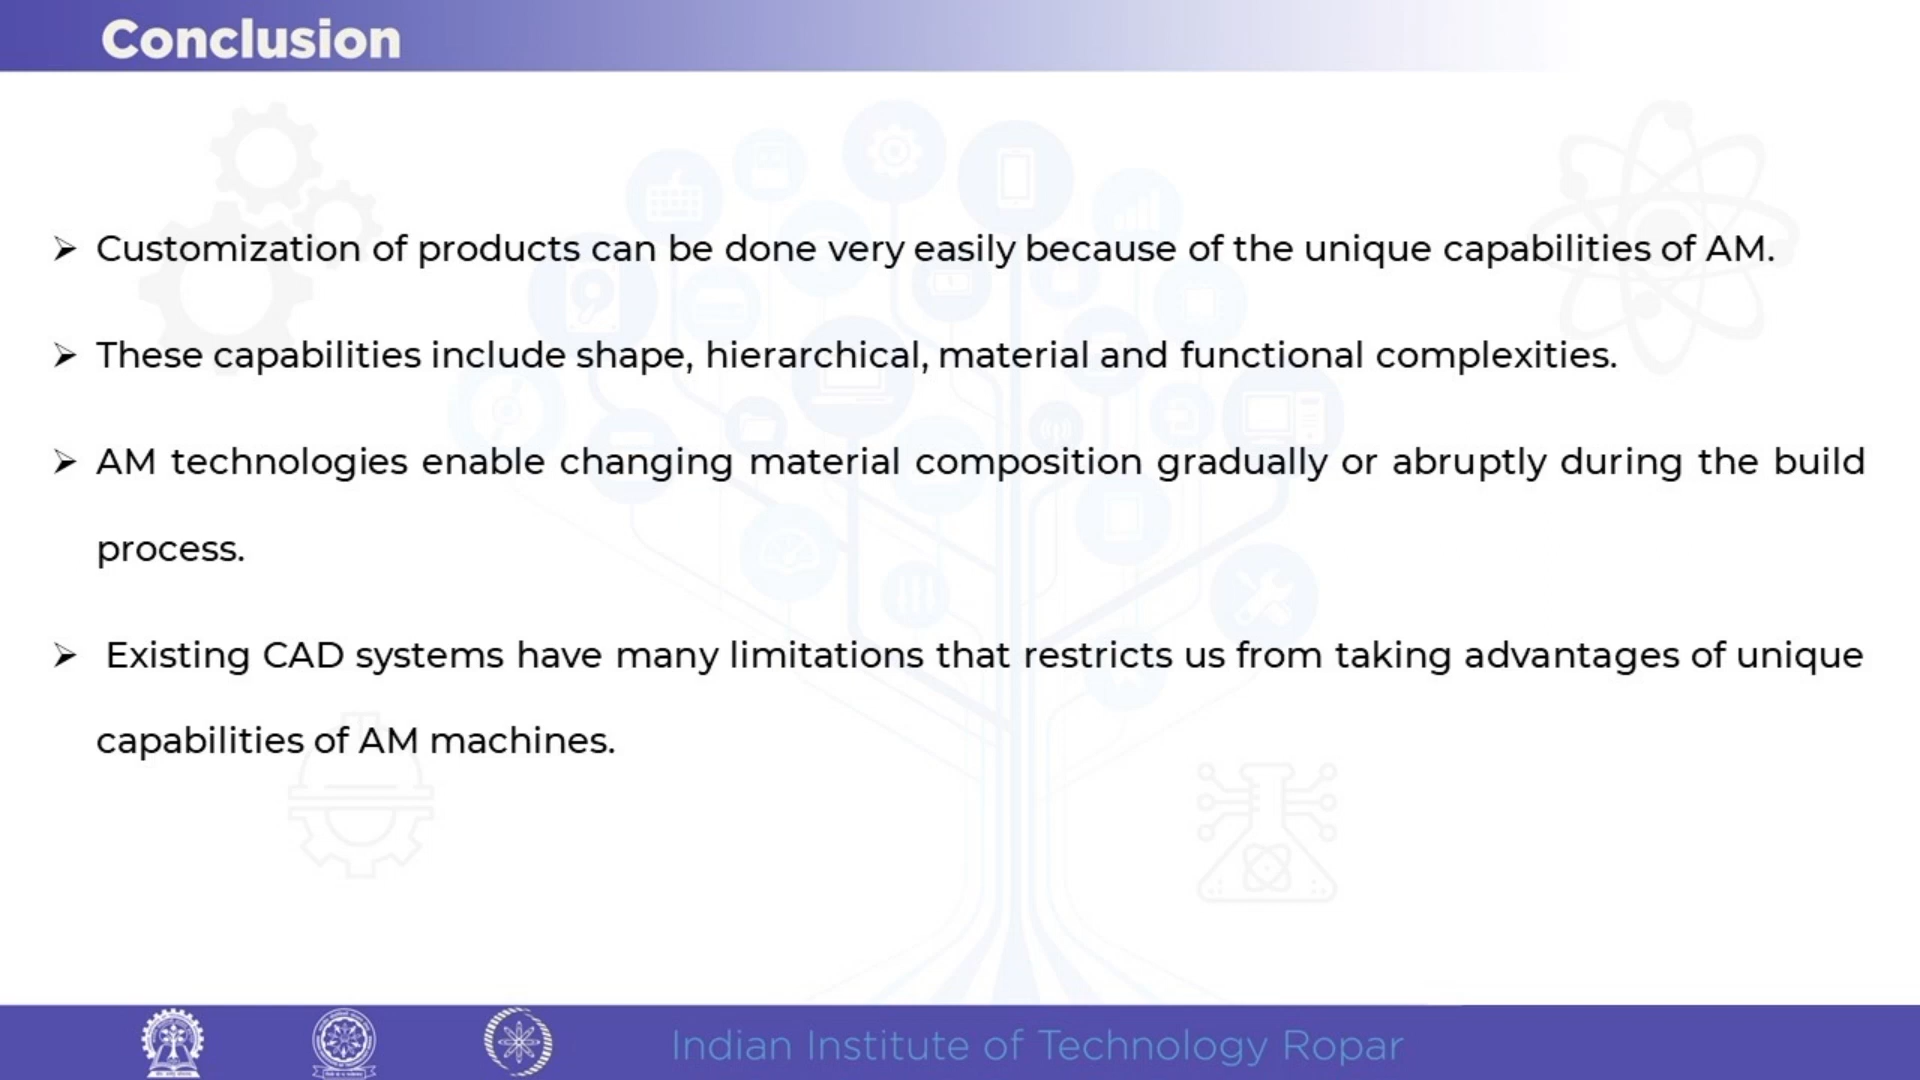 Conclusion
➢ Customization of products can be done very easily because of the unique capabilities of AM.
➢ These capabilities include shape, hierarchical, material and functional complexities.
➢ AM technologies enable changing material composition gradually or abruptly during the build
process.
➢ Existing CAD systems have many limitations that restricts us from taking advantages of unique
capabilities of AM machines.
Indian Institute of Technology Ropar